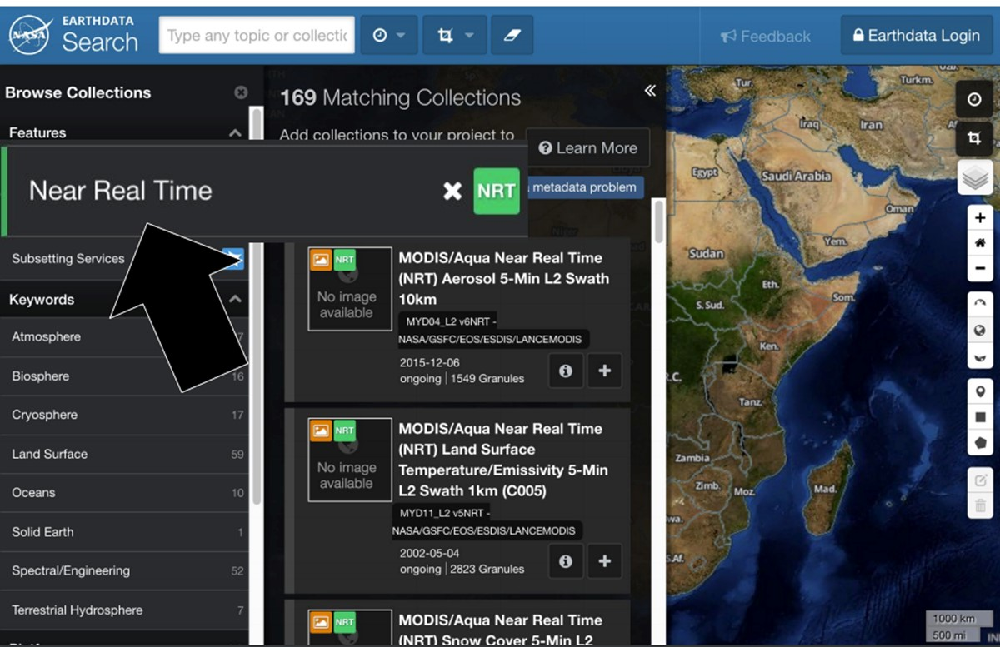 NASA
EARTHDATA
Search
Type any topic or collectic
Feedback
Earthdata Login
Browse Collections
Features
Near Real Time
NRT
Subsetting Services
Keywords
Atmosphere
7
Biosphere
16
Cryosphere
17
Land Surface
59
Oceans
10
Solid Earth
1
Spectral/Engineering
52
Terrestrial Hydrosphere
7
169 Matching Collections
Add collections to your project to
Learn More
metadata problem
NRT
No image
available
MODIS/Aqua Near Real Time
(NRT) Aerosol 5-Min L2 Swath
10km
MYD04_L2 v6NRT -
NASA/GSFC/EOS/ESDIS/LANCEMODIS
2015-12-06
ongoing | 1549 Granules
NRT
No image
available
MODIS/Aqua Near Real Time
(NRT) Land Surface
Temperature/Emissivity 5-Min
L2 Swath 1km (C005)
MYD11_L2 v5NRT -
NASA/GSFC/EOS/ESDIS/LANCEMODIS
2002-05-04
ongoing | 2823 Granules
NRT
MODIS/Aqua Near Real Time
(NRT) Snow Cover 5-Min L2
Tur.
Turkm.
Iraq
Iran
Egypt
Saudi Arabia
Oman
Yem.
Sudan
Eth.
S. Sud.
Som.
Ken.
Tanz.
Zambia
Zimb.
Moz.
Mad.
S.Af.
1000 km
500 mi